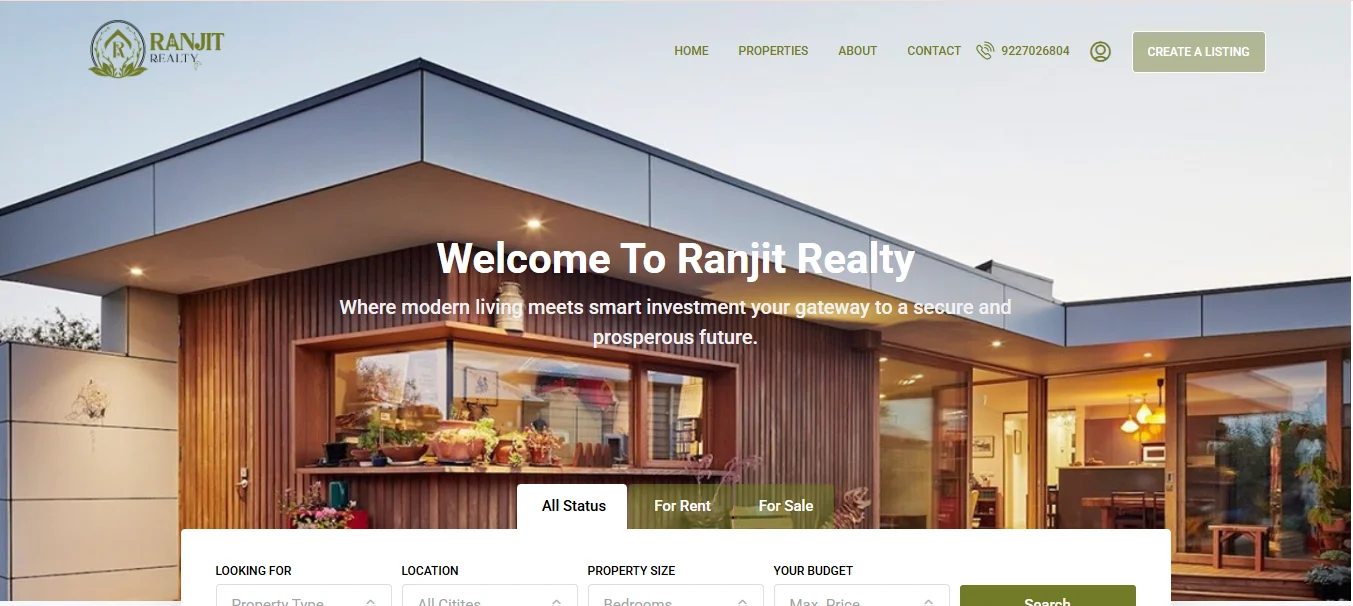 RANJIT
REALTY
R
HOME PROPERTIES ABOUT CONTACT 9227026804 CREATE A LISTING
Welcome To Ranjit Realty
Where modern living meets smart investment your gateway to a secure and
prosperous future.
All Status For Rent For Sale
LOOKING FOR LOCATION PROPERTY SIZE YOUR BUDGET
Property Type All Citites Bedrooms Max. Price Search